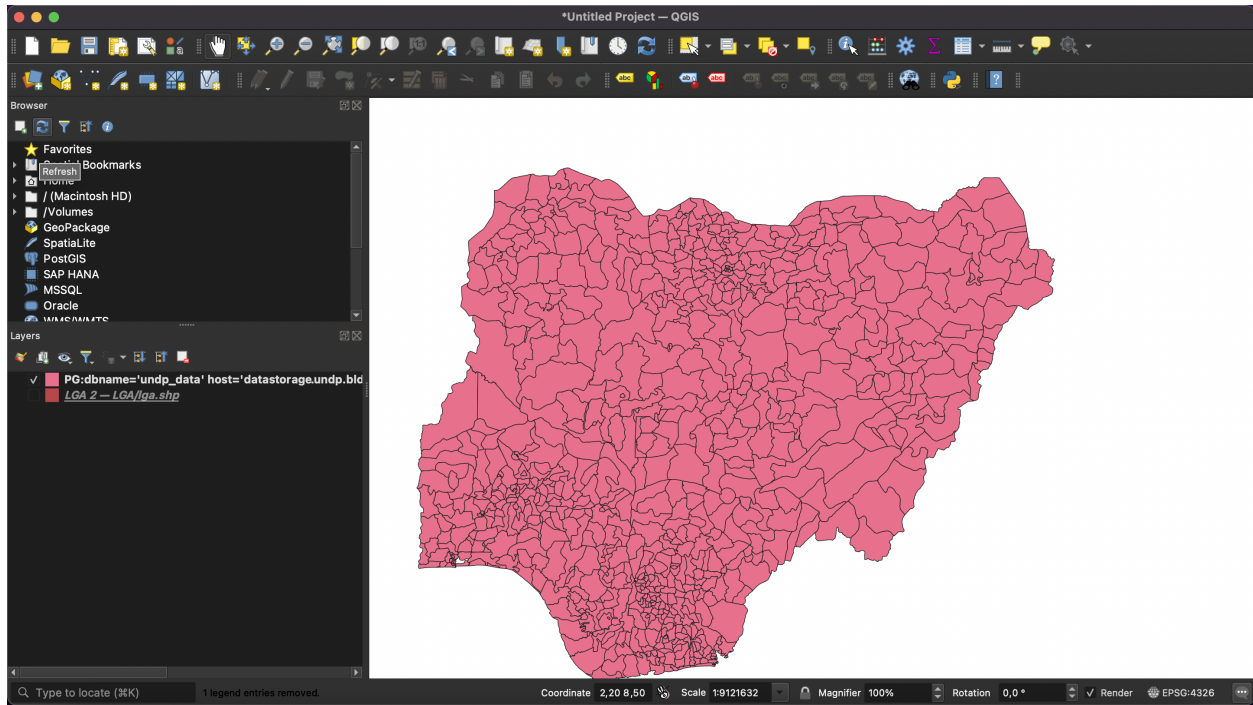 *Untitled Project — QGIS
Browser
Favorites
Bookmarks
Refresh
/ (Macintosh HD)
/Volumes
GeoPackage
SpatiaLite
PostGIS
SAP HANA
MSSQL
Oracle
WMS/WMTS
Layers
PG:dbname='undp_data' host='datastorage.undp.bld
LGA 2 — LGA/lga.shp
Type to locate (⌘K)
1 legend entries removed.
Coordinate 2,20 8,50 Scale 1:9121632 Magnifier 100% Rotation 0,0 ° Render EPSG:4326